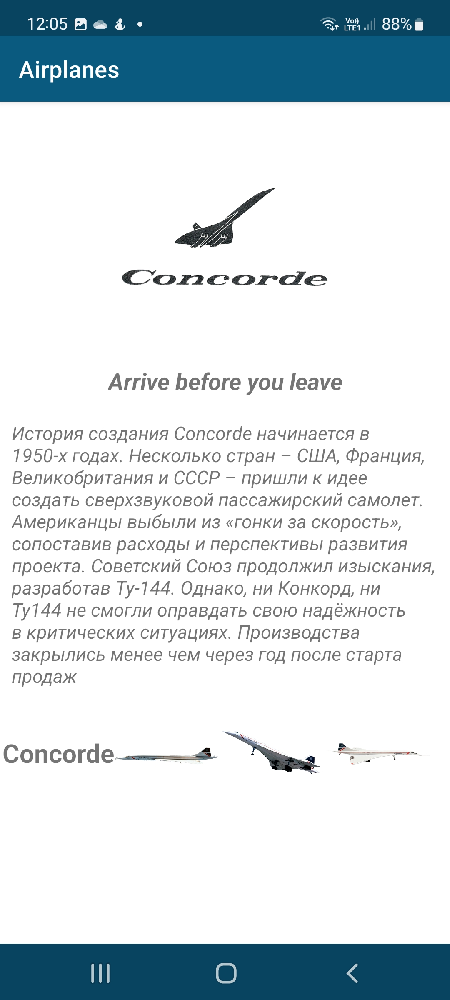 12:05
Vo)) LTE1 88%
Airplanes
Concorde
Arrive before you leave
История создания Concorde начинается в
1950-х годах. Несколько стран – США, Франция,
Великобритания и СССР – пришли к идее
создать сверхзвуковой пассажирский самолет.
Американцы выбыли из «гонки за скорость»,
сопоставив расходы и перспективы развития
проекта. Советский Союз продолжил изыскания,
разработав Ту-144. Однако, ни Конкорд, ни
Ту144 не смогли оправдать свою надёжность
в критических ситуациях. Производства
закрылись менее чем через год после старта
продаж
Concorde